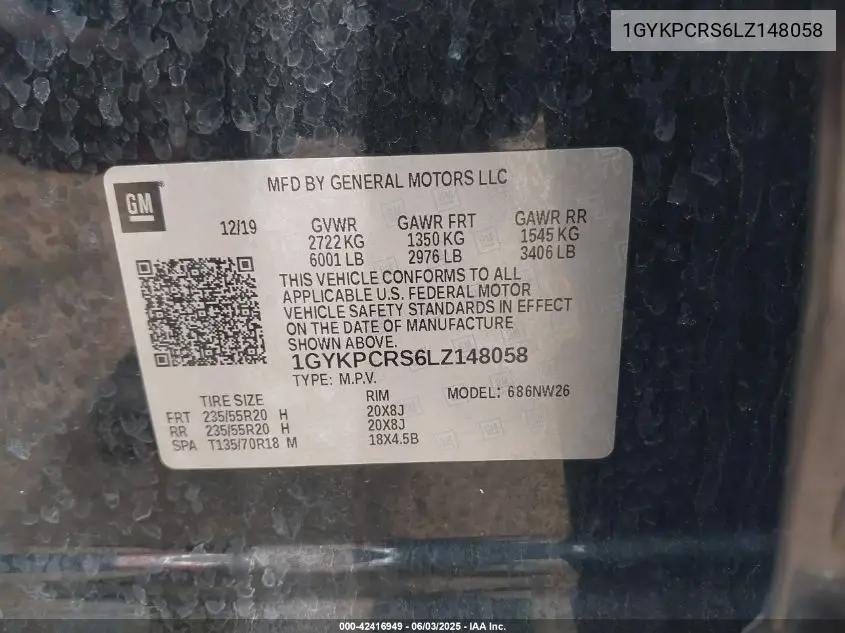 1GYKPCRS6LZ148058
MFD BY GENERAL MOTORS LLC
GM
12/19
GVWR GAWR FRT GAWR RR
2722 KG 1350 KG 1545 KG
6001 LB 2976 LB 3406 LB
THIS VEHICLE CONFORMS TO ALL
APPLICABLE U.S. FEDERAL MOTOR
VEHICLE SAFETY STANDARDS IN EFFECT
ON THE DATE OF MANUFACTURE
SHOWN ABOVE.
1GYKPCRS6LZ148058
TYPE: M.P.V. MODEL: 686NW26
TIRE SIZE RIM
FRT 235/55R20 H 20X8J
RR 235/55R20 H 20X8J
SPA T135/70R18 M 18X4.5B
000-42416949 - 06/03/2025 - IAA Inc.